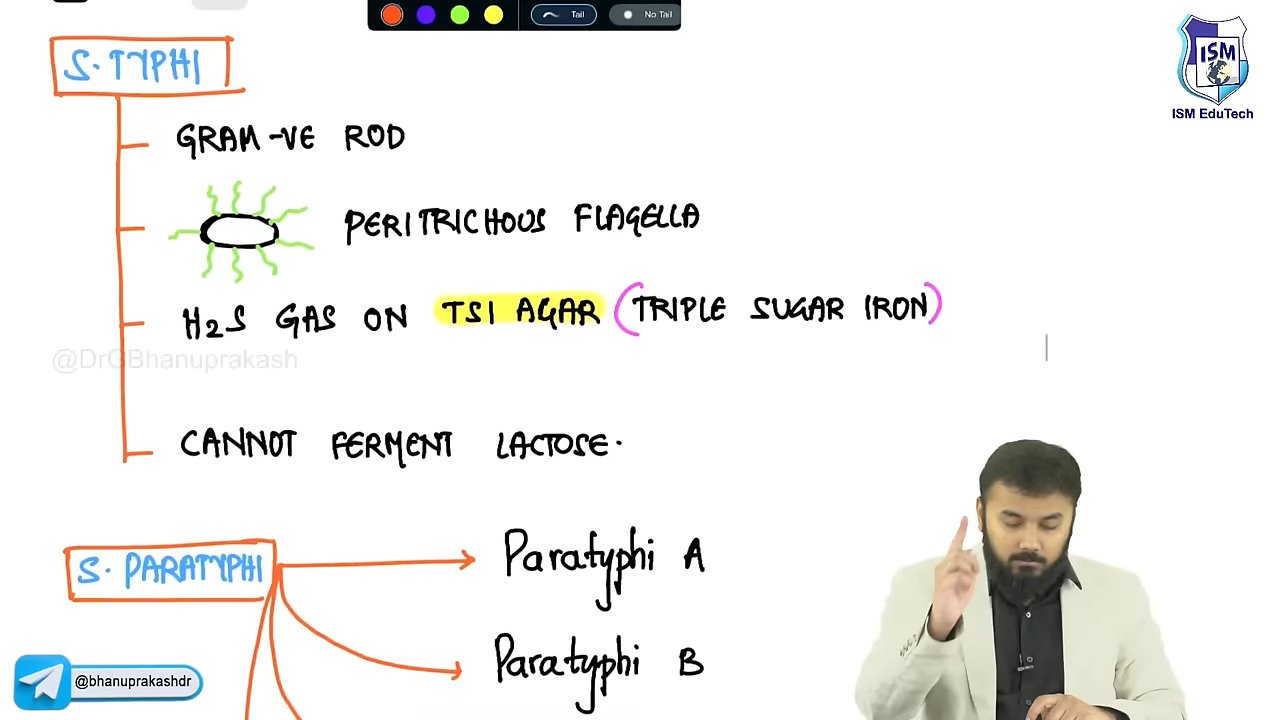 Tail
No Tail
ISM
ISM EduTech
S. TYPHI
GRAM -VE ROD
PERITRICHOUS FLAGELLA
H2S GAS ON TSI AGAR (TRIPLE SUGAR IRON)
@DrGBhanuprakash
CANNOT FERMENT LACTOSE.
S. PARATYPHI
Paratyphi A
Paratyphi B
@bhanuprakashdr